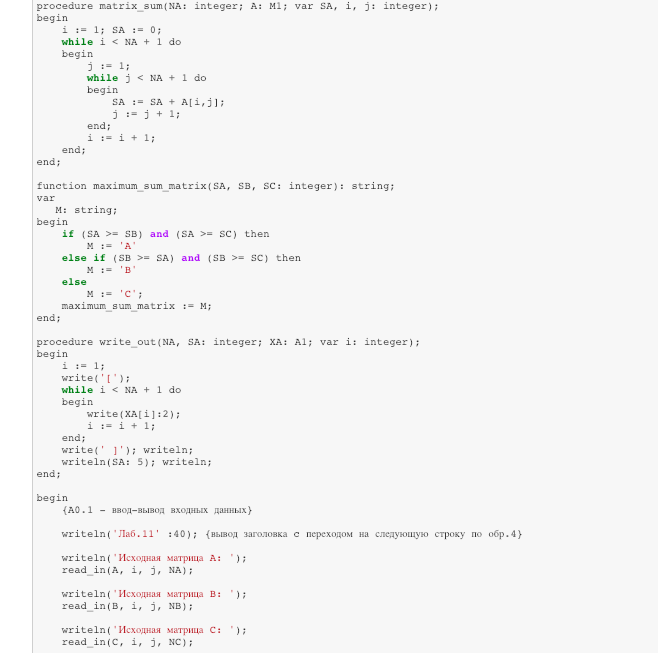 procedure matrix_sum(NA: integer; A: M1; var SA, i, j: integer);
begin
    i := 1; SA := 0;
    while i < NA + 1 do
    begin
        j := 1;
        while j < NA + 1 do
        begin
            SA := SA + A[i,j];
            j := j + 1;
        end;
        i := i + 1;
    end;
end;

function maximum_sum_matrix(SA, SB, SC: integer): string;
var
   M: string;
begin
    if (SA >= SB) and (SA >= SC) then
        M := 'A'
    else if (SB >= SA) and (SB >= SC) then
        M := 'B'
    else
        M := 'C';
    maximum_sum_matrix := M;
end;

procedure write_out(NA, SA: integer; XA: A1; var i: integer);
begin
    i := 1;
    write('[');
    while i < NA + 1 do
    begin
        write(XA[i]:2);
        i := i + 1;
    end;
    write(' ]'); writeln;
    writeln(SA: 5); writeln;
end;

begin
    {A0.1 - ввод-вывод входных данных}

    writeln('Лаб.11' :40); {вывод заголовка с переходом на следующую строку по обр.4}

    writeln('Исходная матрица A: ');
    read_in(A, i, j, NA);

    writeln('Исходная матрица B: ');
    read_in(B, i, j, NB);

    writeln('Исходная матрица C: ');
    read_in(C, i, j, NC);